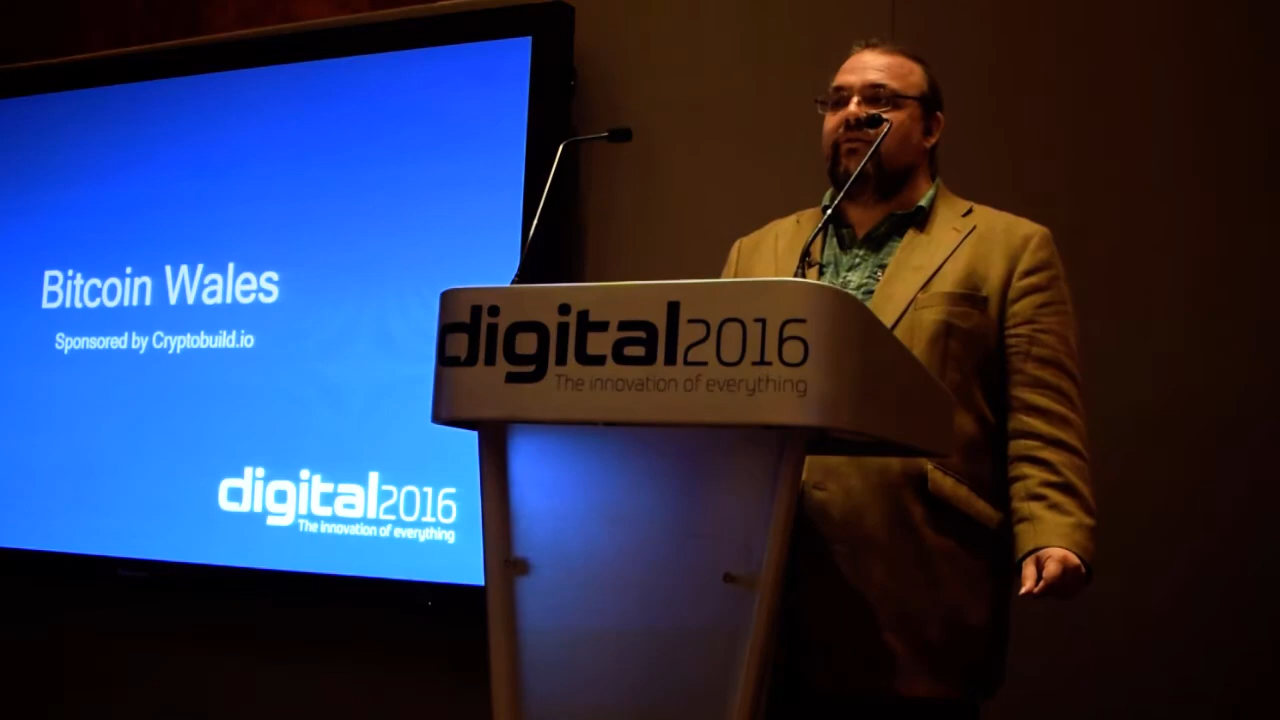 Bitcoin Wales
Sponsored by Cryptobuild.io
digital2016
The innovation of everything
digital2016
The innovation of everything